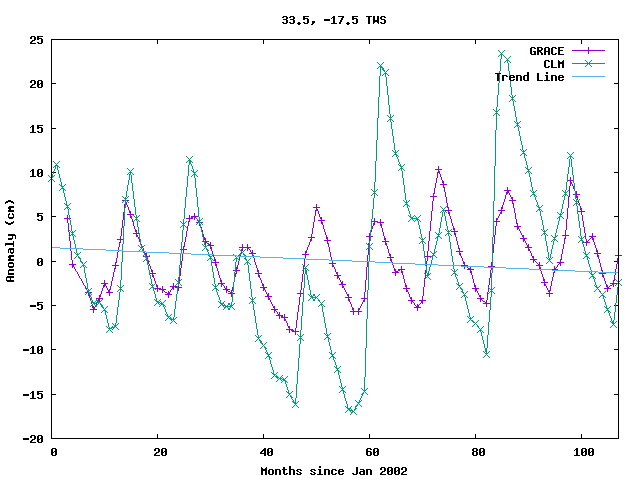 33.5, -17.5 TWS
25
GRACE
CLM
Trend Line
20
15
10
5
0
-5
-10
-15
-20
Anomaly (cm)
0 20 40 60 80 100
Months since Jan 2002